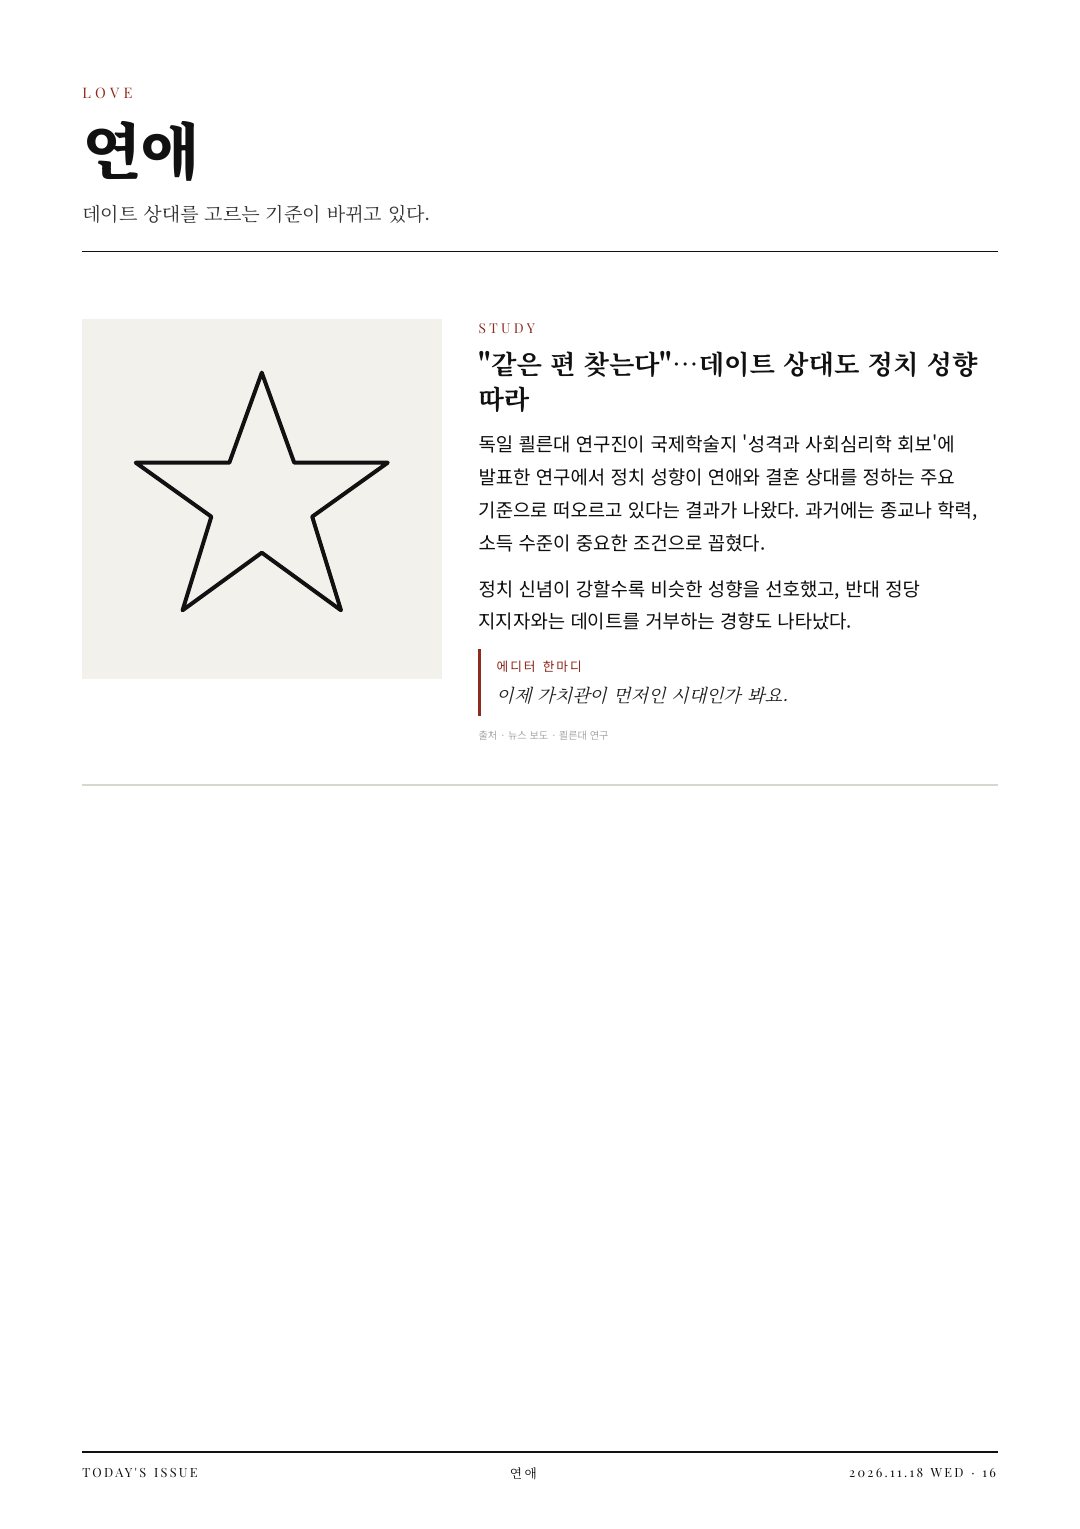 LOVE
연애
데이트 상대를 고르는 기준이 바뀌고 있다.
STUDY
"같은 편 찾는다"…데이트 상대도 정치 성향
따라
독일 쾰른대 연구진이 국제학술지 '성격과 사회심리학 회보'에
발표한 연구에서 정치 성향이 연애와 결혼 상대를 정하는 주요
기준으로 떠오르고 있다는 결과가 나왔다. 과거에는 종교나 학력,
소득 수준이 중요한 조건으로 꼽혔다.
정치 신념이 강할수록 비슷한 성향을 선호했고, 반대 정당
지지자와는 데이트를 거부하는 경향도 나타났다.
에디터 한마디
이제 가치관이 먼저인 시대인가 봐요.
출처 · 뉴스 보도 · 쾰른대 연구
TODAY'S ISSUE
연애
2026.11.18 WED · 16